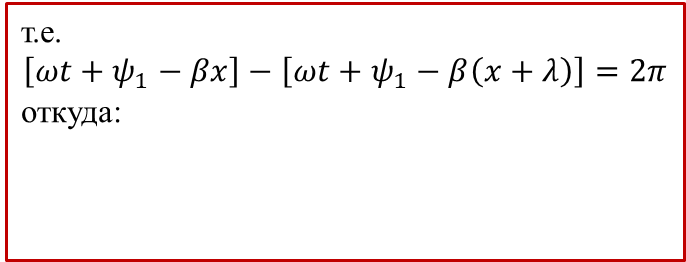 т.е.
[ωt + ψ₁ − βx] − [ωt + ψ₁ − β(x + λ)] = 2π
откуда: